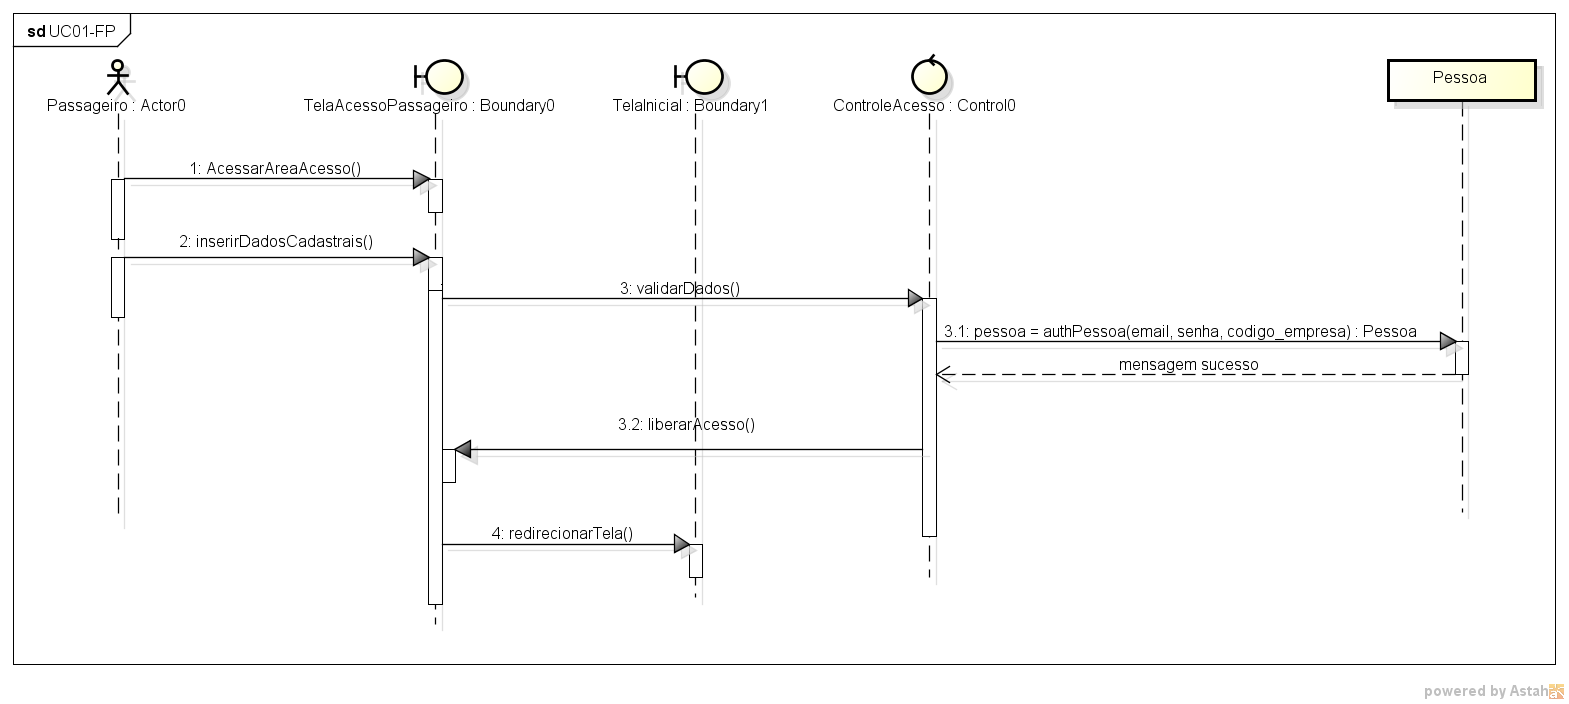 sd UC01-FP
Passageiro : Actor0
TelaAcessoPassageiro : Boundary0
TelaInicial : Boundary1
ControleAcesso : Control0
Pessoa
1: AcessarAreaAcesso()
2: inserirDadosCadastrais()
3: validarDados()
3.1: pessoa = authPessoa(email, senha, codigo_empresa) : Pessoa
mensagem sucesso
3.2: liberarAcesso()
4: redirecionarTela()
powered by Astah